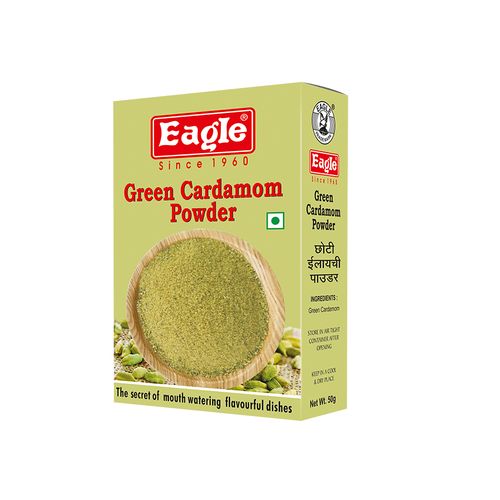 Eagle
Since 1960
Green Cardamom
Powder
The secret of mouth watering flavourful dishes
EAGLE
Eagle
Since 1960
Green
Cardamom
Powder
छोटी
ईलायची
पाउडर
INGREDIENTS :
Green Cardamom
STORE IN AIR TIGHT
CONTAINER AFTER
OPENING
KEEP IN A COOL
& DRY PLACE
Net Wt. 50g